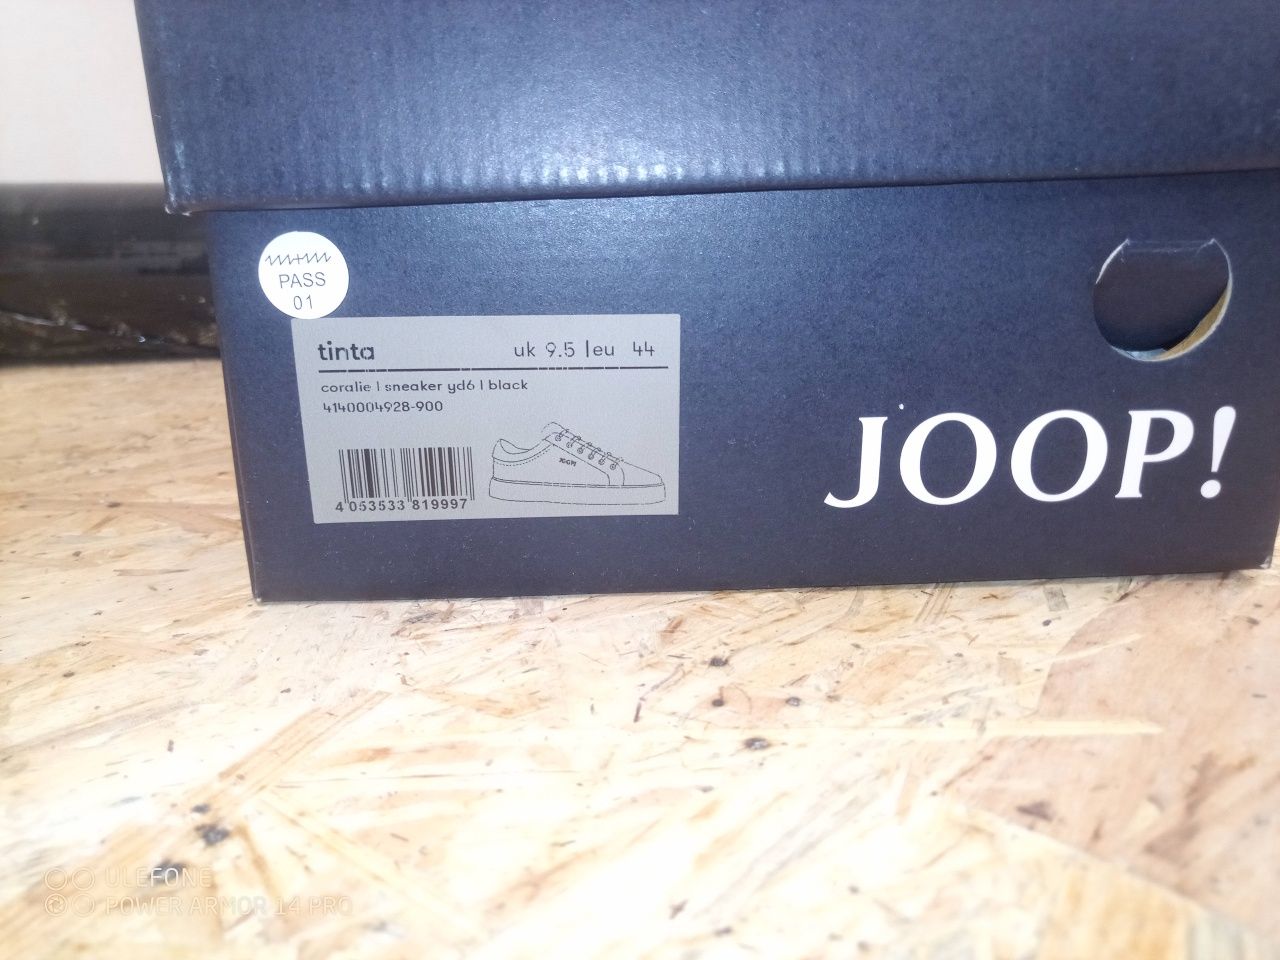 PASS
01
tinta uk 9.5 | eu 44
coralie | sneaker yd6 | black
4140004928-900
JOOP!
4 053533 819997
JOOP!
ULEFONE
POWER ARMOR 14 PRO